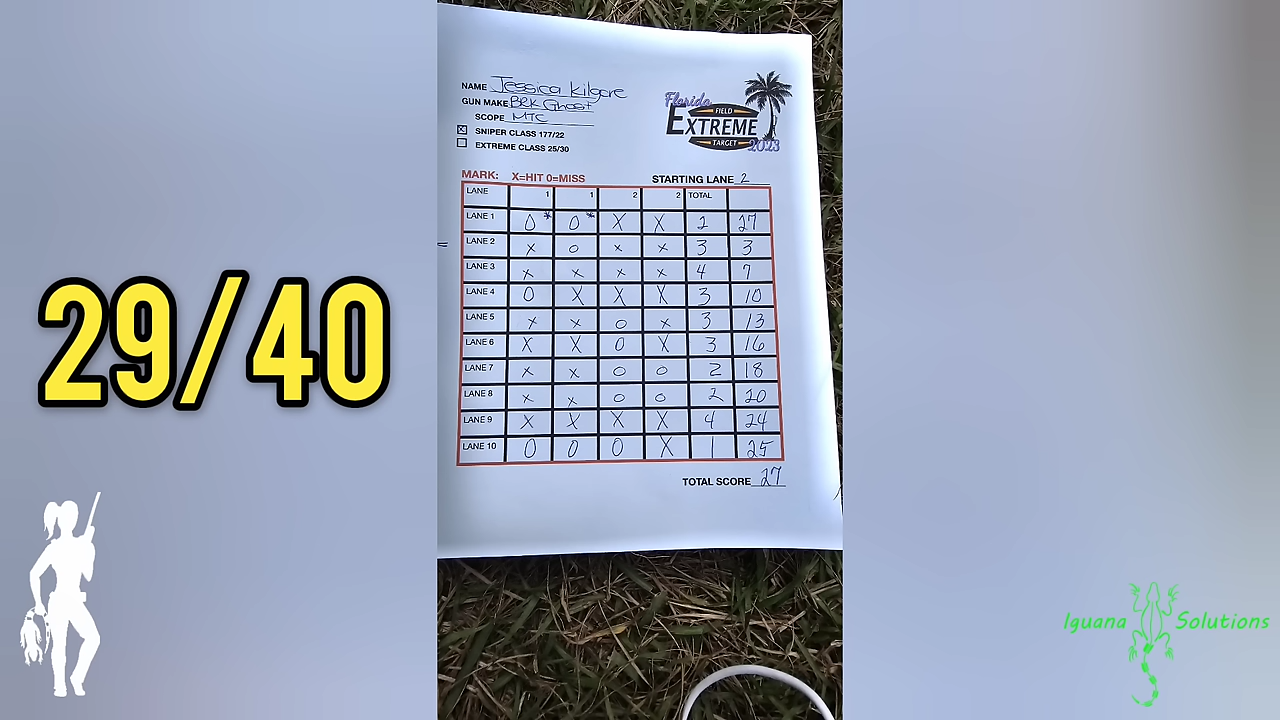 NAME Jessica Kilgore
GUN MAKE BRK Ghost
SCOPE MTC
☒ SNIPER CLASS 177/22
☐ EXTREME CLASS 25/30
Florida
FIELD
EXTREME
TARGET
2023
MARK: X=HIT 0=MISS STARTING LANE 2
LANE 1 1 2 2 TOTAL
LANE 1 0* 0* X X 2 27
LANE 2 X 0 X X 3 3
LANE 3 X X X X 4 7
LANE 4 0 X X X 3 10
LANE 5 X X 0 X 3 13
LANE 6 X X 0 X 3 16
LANE 7 X X 0 0 2 18
LANE 8 X X 0 0 2 20
LANE 9 X X X X 4 24
LANE 10 0 0 0 X 1 25
TOTAL SCORE 27
29/40
Iguana Solutions